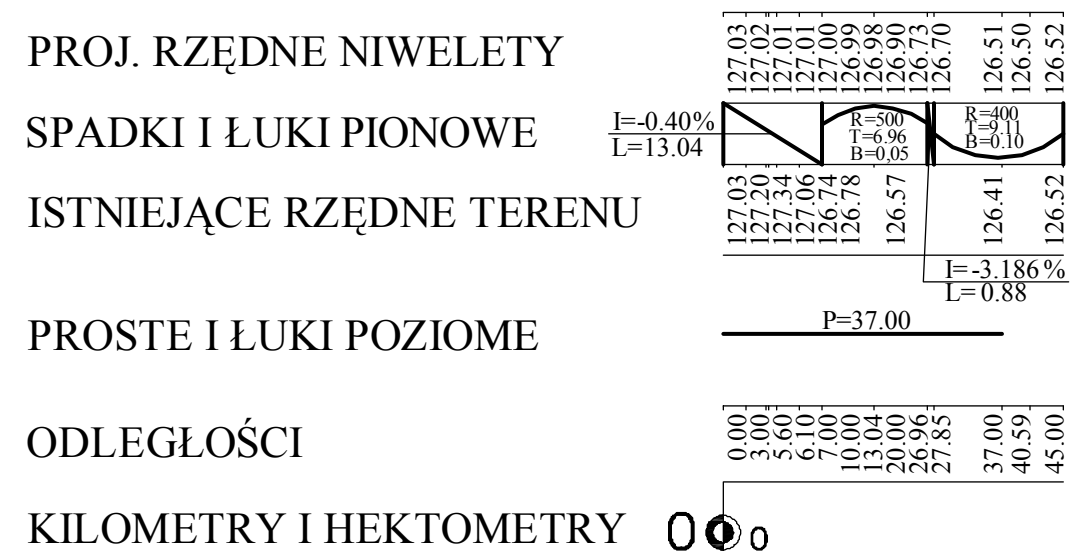 PROJ. RZĘDNE NIWELETY
127.03 127.02 127.01 127.01 127.00 126.99 126.98 126.90 126.73 126.70 126.51 126.50 126.52
SPADKI I ŁUKI PIONOWE
I=-0.40%
L=13.04
R=500
T=6.96
B=0,05
R=400
T=9.11
B=0.10
ISTNIEJĄCE RZĘDNE TERENU
127.03 127.20 127.34 127.06 126.74 126.78 126.57 126.41 126.52
I=-3.186%
L=0.88
PROSTE I ŁUKI POZIOME
P=37.00
ODLEGŁOŚCI
0.00 3.00 5.60 6.10 7.00 10.00 13.04 20.00 26.96 27.85 37.00 40.59 45.00
KILOMETRY I HEKTOMETRY
0 0